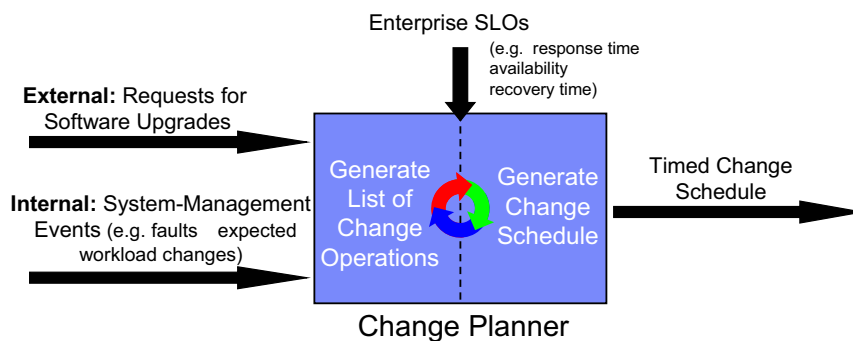 Enterprise SLOs
(e.g. response time
availability
recovery time)
External: Requests for
Software Upgrades
Internal: System-Management
Events (e.g. faults expected
workload changes)
Generate
List of
Change
Operations
Generate
Change
Schedule
Timed Change
Schedule
Change Planner